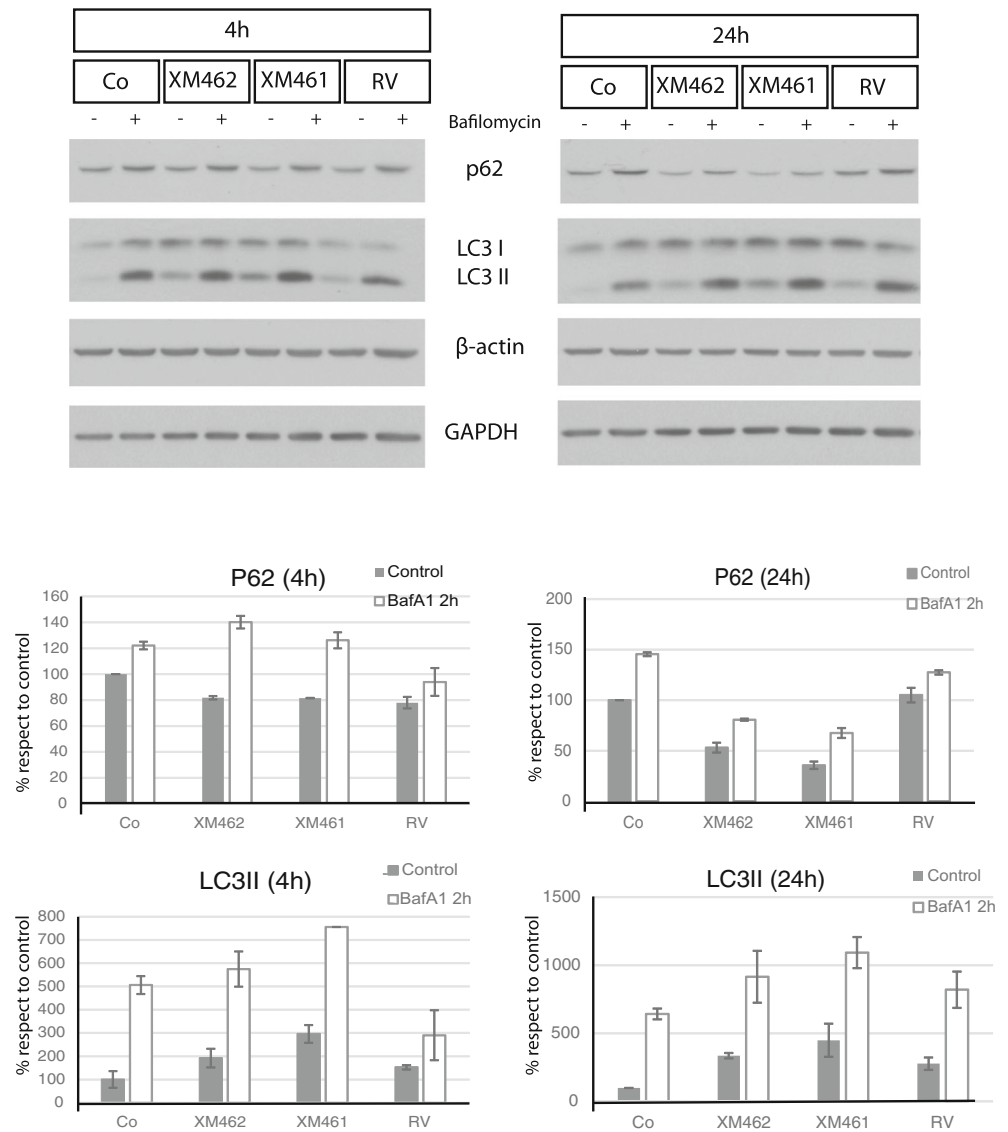 4h
Co XM462 XM461 RV
- + - + - + - +
24h
Co XM462 XM461 RV
- + - + - + - +
Bafilomycin
p62
LC3 I
LC3 II
β-actin
GAPDH
P62 (4h)
Control
BafA1 2h
% respect to control
160
140
120
100
80
60
40
20
0
Co XM462 XM461 RV
P62 (24h)
Control
BafA1 2h
% respect to control
200
150
100
50
0
Co XM462 XM461 RV
LC3II (4h)
Control
BafA1 2h
% respect to control
800
700
600
500
400
300
200
100
0
Co XM462 XM461 RV
LC3II (24h)
Control
BafA1 2h
% respect to control
1500
1000
500
0
Co XM462 XM461 RV